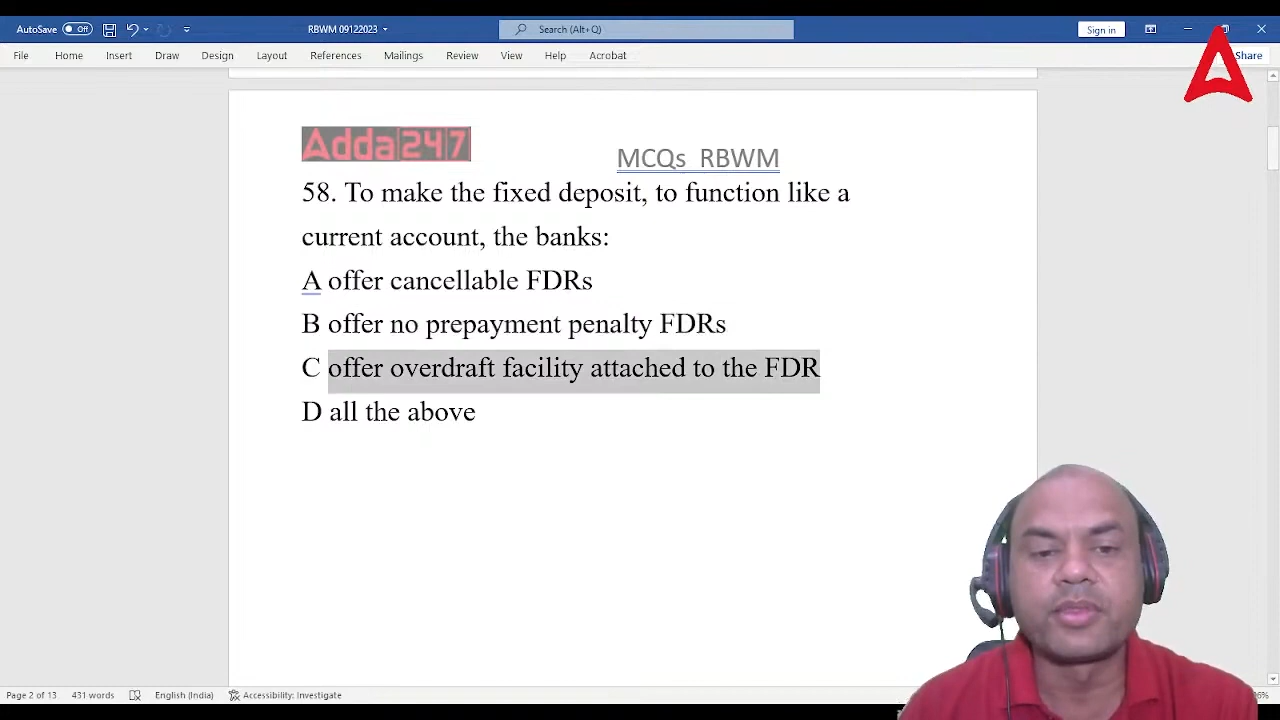 AutoSave Off RBWM 09122023 Search (Alt+Q) Sign in
File Home Insert Draw Design Layout References Mailings Review View Help Acrobat Share
Adda 247
MCQs RBWM
58. To make the fixed deposit, to function like a
current account, the banks:
A offer cancellable FDRs
B offer no prepayment penalty FDRs
C offer overdraft facility attached to the FDR
D all the above
Page 2 of 13 431 words English (India) Accessibility: Investigate